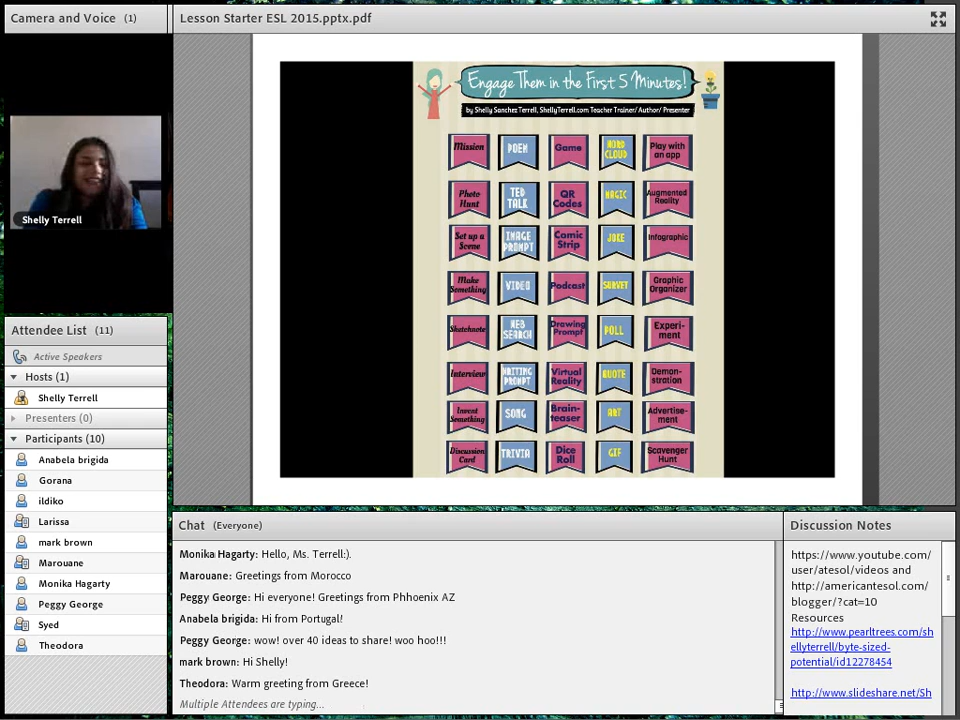 Camera and Voice (1)
Shelly Terrell
Attendee List (11)
Active Speakers
Hosts (1)
Shelly Terrell
Presenters (0)
Participants (10)
Anabela brigida
Gorana
ildiko
Larissa
mark brown
Marouane
Monika Hagarty
Peggy George
Syed
Theodora
Lesson Starter ESL 2015.pptx.pdf
Engage Them in the First 5 Minutes!
by Shelly Sanchez Terrell, ShellyTerrell.com Teacher Trainer/ Author/ Presenter
Mission
POEM
Game
WORD CLOUD
Play with an app
Photo Hunt
TED TALK
QR Codes
MAGIC
Augmented Reality
Set up a Scene
IMAGE PROMPT
Comic Strip
JOKE
Infographic
Make Something
VIDEO
Podcast
SURVEY
Graphic Organizer
Sketchnote
WEB SEARCH
Drawing Prompt
POLL
Experi-ment
Interview
WRITING PROMPT
Virtual Reality
QUOTE
Demon-stration
Invent Something
SONG
Brain-teaser
ART
Advertise-ment
Discussion Card
TRIVIA
Dice Roll
GIF
Scavenger Hunt
Chat (Everyone)
Monika Hagarty: Hello, Ms. Terrell:).
Marouane: Greetings from Morocco
Peggy George: Hi everyone! Greetings from Phhoenix AZ
Anabela brigida: Hi from Portugal!
Peggy George: wow! over 40 ideas to share! woo hoo!!!
mark brown: Hi Shelly!
Theodora: Warm greeting from Greece!
Multiple Attendees are typing...
Discussion Notes
https://www.youtube.com/
user/atesol/videos and
http://americantesol.com/
blogger/?cat=10
Resources
http://www.pearltrees.com/sh
ellyterrell/byte-sized-
potential/id12278454
http://www.slideshare.net/Sh